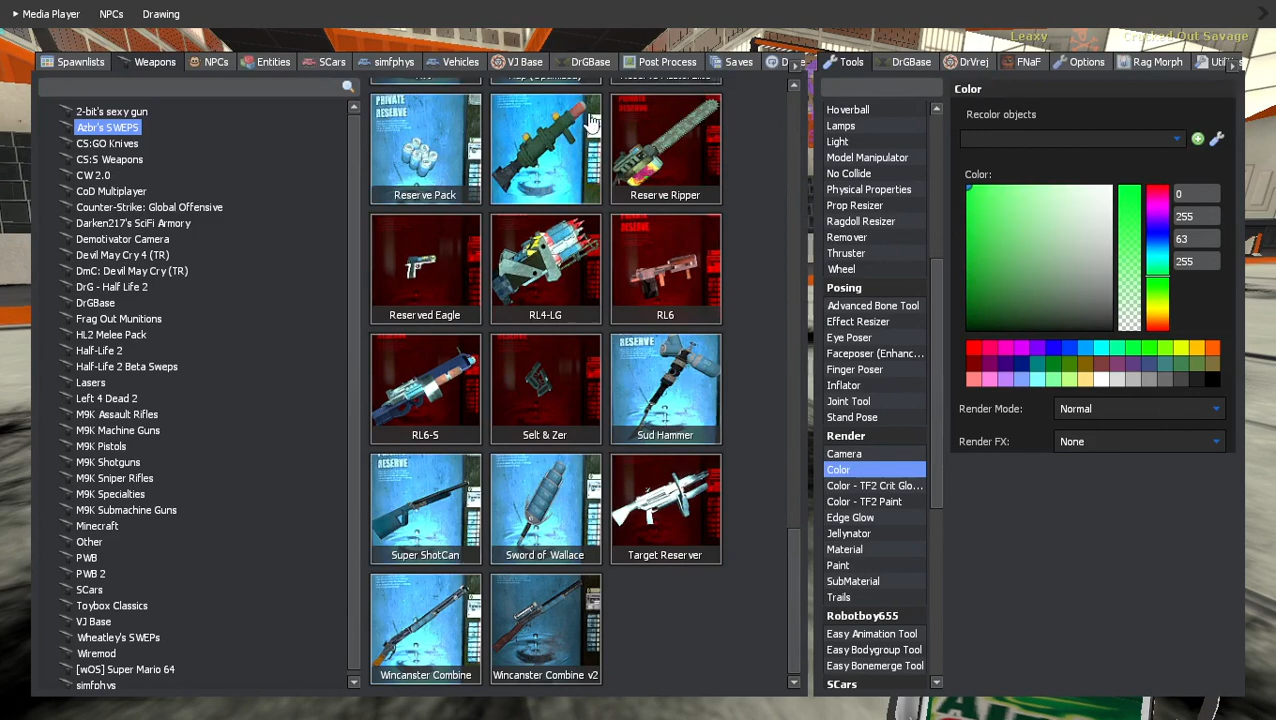 Media Player NPCs Drawing
Leaxy Cracked Out Savage
Spawnlists Weapons NPCs Entities SCars simfphys Vehicles VJ Base DrGBase Post Process Saves
Tools DrGBase DrVrej FNaP Options Rag Morph
2-bit's sexy gun
Azbr's SWEPS
CS:GO Knives
CS:S Weapons
CW 2.0
CoD Multiplayer
Counter-Strike: Global Offensive
Darken217's SciFi Armory
Demotivator Camera
Devil May Cry 4 (TR)
DmC: Devil May Cry (TR)
DrG - Half Life 2
DrGBase
Frag Out Munitions
HL2 Melee Pack
Half-Life 2
Half-Life 2 Beta Sweps
Lasers
Left 4 Dead 2
M9K Assault Rifles
M9K Machine Guns
M9K Pistols
M9K Shotguns
M9K Sniper Rifles
M9K Specialties
M9K Submachine Guns
Minecraft
Other
PWB
PWB 2
SCars
Toybox Classics
VJ Base
Wheatley's SWEPs
Wiremod
[wOS] Super Mario 64
simfphys
PRIVATE
RESERVE
Reserve Pack
Reserve Ripper
Reserved Eagle
RL4-LG
RL6
RL6-S
Selt & Zer
Sud Hammer
Super ShotCan
Sword of Wallace
Target Reserver
Wincanster Combine
Wincanster Combine v2
Hoverball
Lamps
Light
Model Manipulator
No Collide
Physical Properties
Prop Resizer
Ragdoll Resizer
Remover
Thruster
Wheel
Posing
Advanced Bone Tool
Effect Resizer
Eye Poser
Faceposer (Enhanc...
Finger Poser
Inflator
Joint Tool
Stand Pose
Render
Camera
Color
Color - TF2 Crit Glo...
Color - TF2 Paint
Edge Glow
Jellynator
Material
Paint
SubMaterial
Trails
Robotboy655
Easy Animation Tool
Easy Bodygroup Tool
Easy Bonemerge Tool
SCars
Color
Recolor objects
Color:
0
255
63
255
Render Mode: Normal
Render FX: None